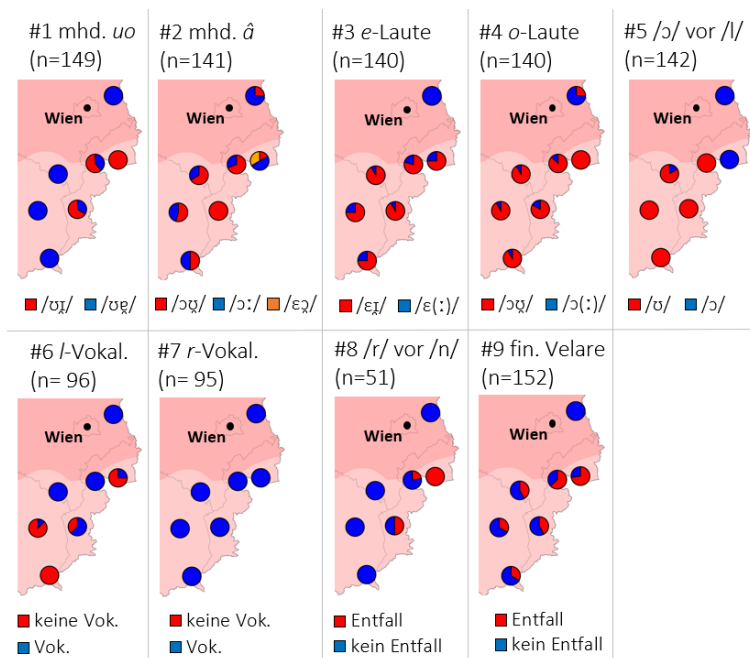 #1 mhd. uo
(n=149)
Wien
/ʊɪ̯/ /ʊɐ̯/
#2 mhd. â
(n=141)
Wien
/ɔʊ̯/ /ɔː/ /ɛɔ̯/
#3 e-Laute
(n=140)
Wien
/ɛɪ̯/ /ɛ(ː)/
#4 o-Laute
(n=140)
Wien
/ɔʊ̯/ /ɔ(ː)/
#5 /ɔ/ vor /l/
(n=142)
Wien
/ʊ/ /ɔ/
#6 l-Vokal.
(n= 96)
Wien
keine Vok.
Vok.
#7 r-Vokal.
(n= 95)
Wien
keine Vok.
Vok.
#8 /r/ vor /n/
(n=51)
Wien
Entfall
kein Entfall
#9 fin. Velare
(n=152)
Wien
Entfall
kein Entfall